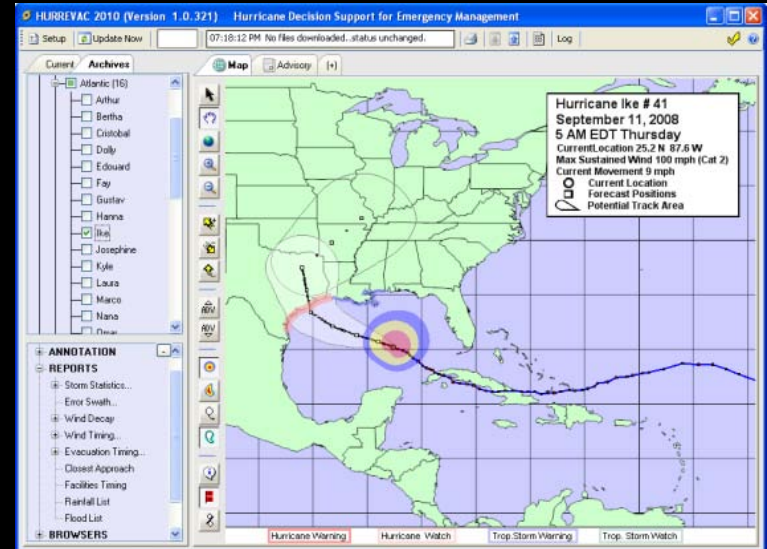 HURREVAC 2010 (Version 1.0.321) Hurricane Decision Support for Emergency Management
Setup Update Now 07:18:12 PM No files downloaded..status unchanged. Log
Current Archives Map Advisory [+]
Atlantic (16)
Arthur
Bertha
Cristobal
Dolly
Edouard
Fay
Gustav
Hanna
Ike
Josephine
Kyle
Laura
Marco
Nana
Omar
ANNOTATION
REPORTS
Storm Statistics...
Error Swath...
Wind Decay
Wind Timing...
Evacuation Timing...
Closest Approach
Facilities Timing
Rainfall List
Flood List
BROWSERS
ADV
ADV
Hurricane Ike # 41
September 11, 2008
5 AM EDT Thursday
CurrentLocation 25.2 N 87.6 W
Max Sustained Wind 100 mph (Cat 2)
Current Movement 9 mph
Current Location
Forecast Positions
Potential Track Area
Hurricane Warning Hurricane Watch Trop.Storm Warning Trop. Storm Watch